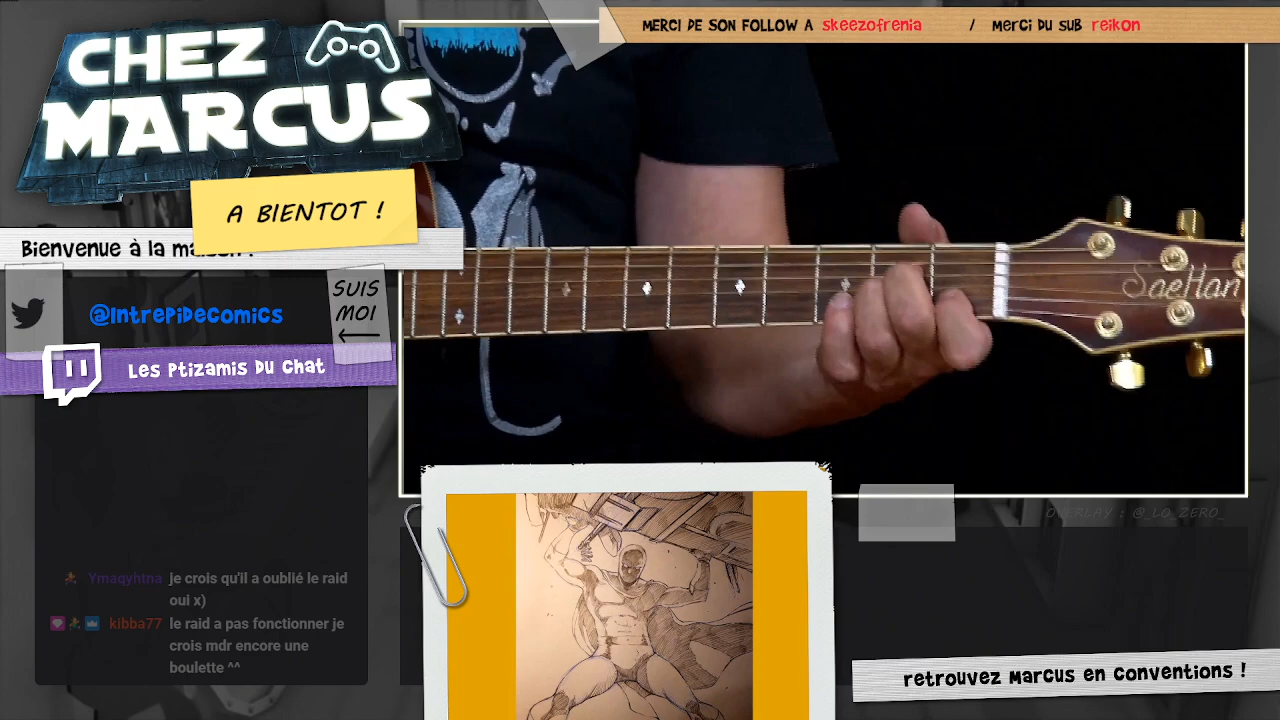 MERCI DE SON FOLLOW A skeezofrenia / merci du sub reikon
CHEZ
MARCUS
A BIENTOT !
Bienvenue à la
SaeHan
SUIS
MOI
@IntrepideComics
Les Ptizamis du Chat
OVERLAY : @_LO_ZERO_
Ymaqyhtna je crois qu'il a oublié le raid
oui x)
kibba77 le raid a pas fonctionner je
crois mdr encore une
boulette ^^
retrouvez Marcus en conventions !